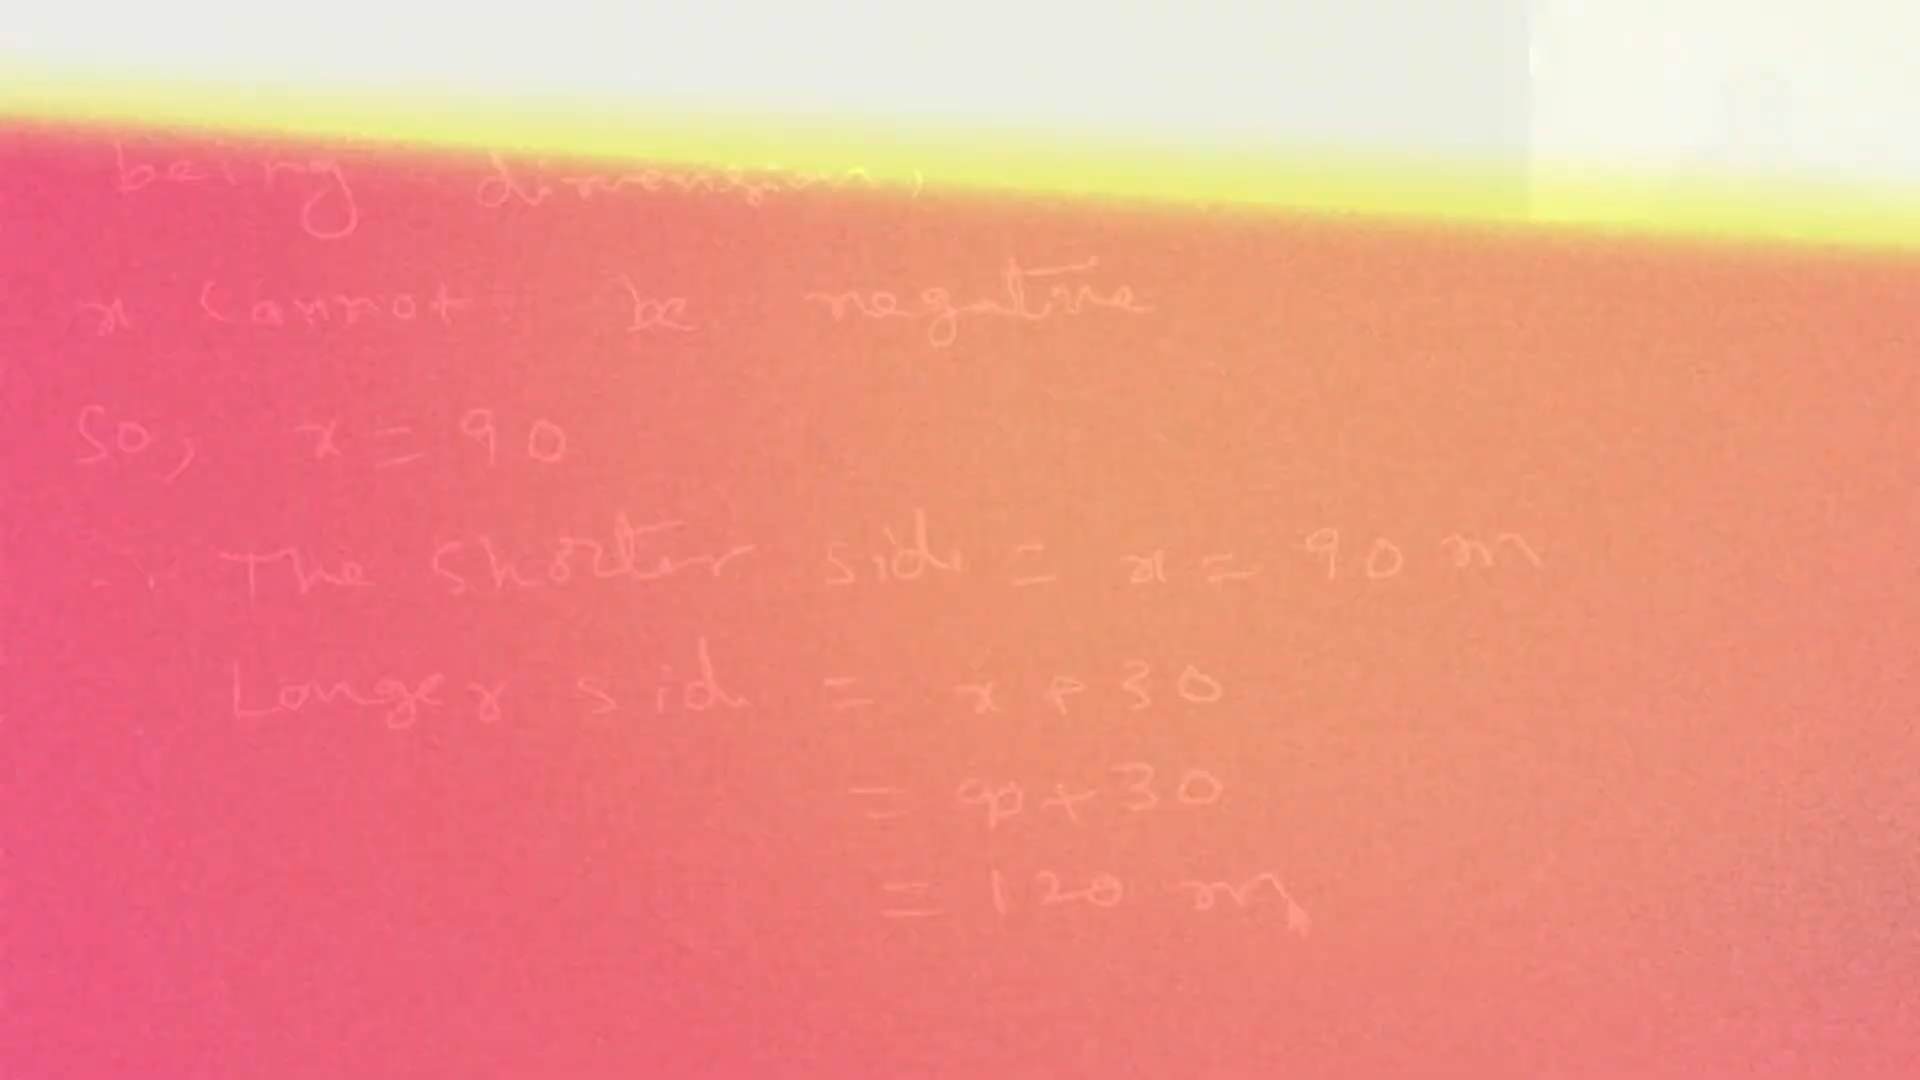 being dimension,
x cannot be negative
So, x = 90
∴ The shorter side = x = 90 m
Longer side = x + 30
= 90 + 30
= 120 m